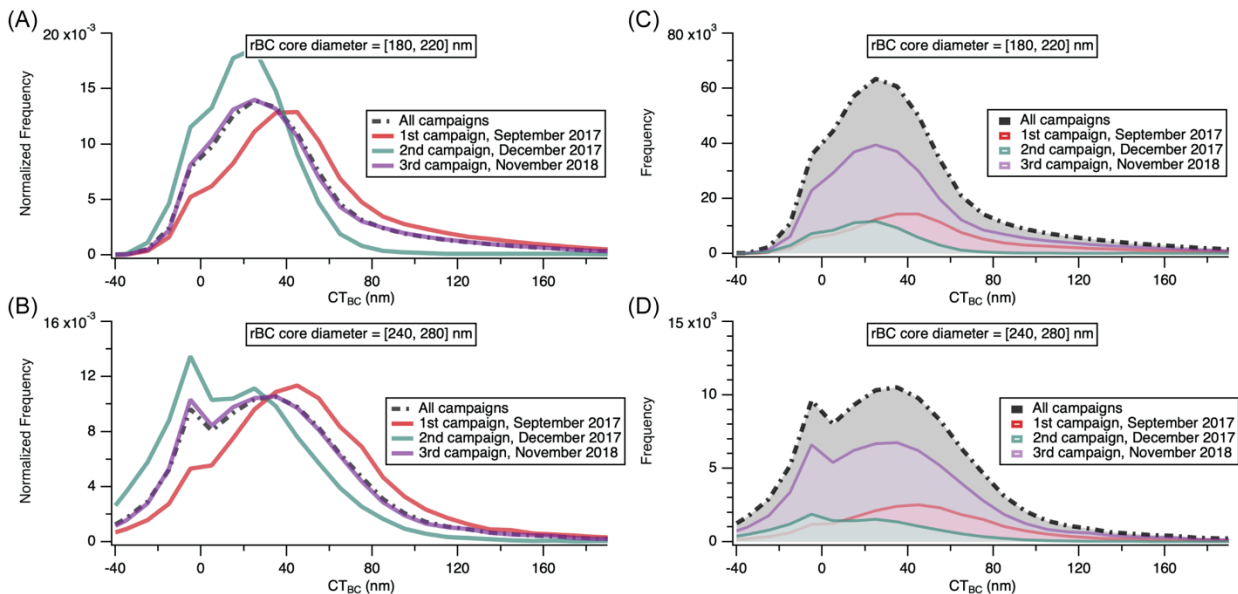 (A)
20 x10⁻³
rBC core diameter = [180, 220] nm
15
10
5
0
Normalized Frequency
All campaigns
1st campaign, September 2017
2nd campaign, December 2017
3rd campaign, November 2018
-40 0 40 80 120 160
CT_BC (nm)
(C)
80 x10³
rBC core diameter = [180, 220] nm
60
40
20
0
Frequency
All campaigns
1st campaign, September 2017
2nd campaign, December 2017
3rd campaign, November 2018
-40 0 40 80 120 160
CT_BC (nm)
(B)
16 x10⁻³
rBC core diameter = [240, 280] nm
12
8
4
0
Normalized Frequency
All campaigns
1st campaign, September 2017
2nd campaign, December 2017
3rd campaign, November 2018
-40 0 40 80 120 160
CT_BC (nm)
(D)
15 x10³
rBC core diameter = [240, 280] nm
10
5
0
Frequency
All campaigns
1st campaign, September 2017
2nd campaign, December 2017
3rd campaign, November 2018
-40 0 40 80 120 160
CT_BC (nm)